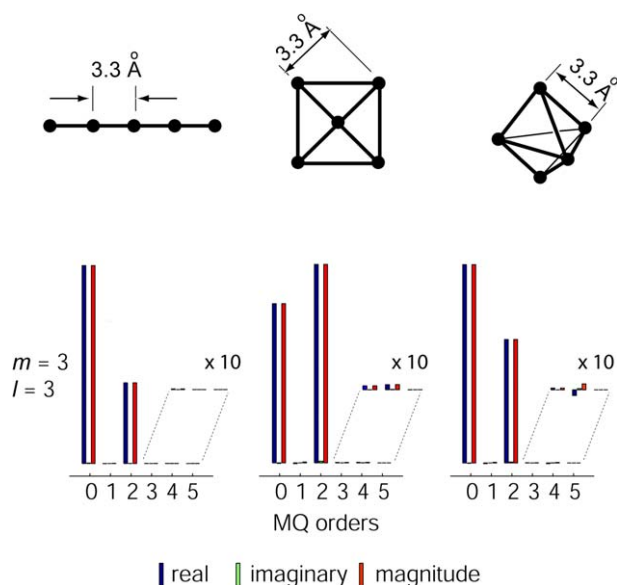 3.3 Å
3.3 Å
3.3 Å
m = 3
l = 3
x 10
x 10
x 10
0 1 2 3 4 5
0 1 2 3 4 5
0 1 2 3 4 5
MQ orders
real
imaginary
magnitude